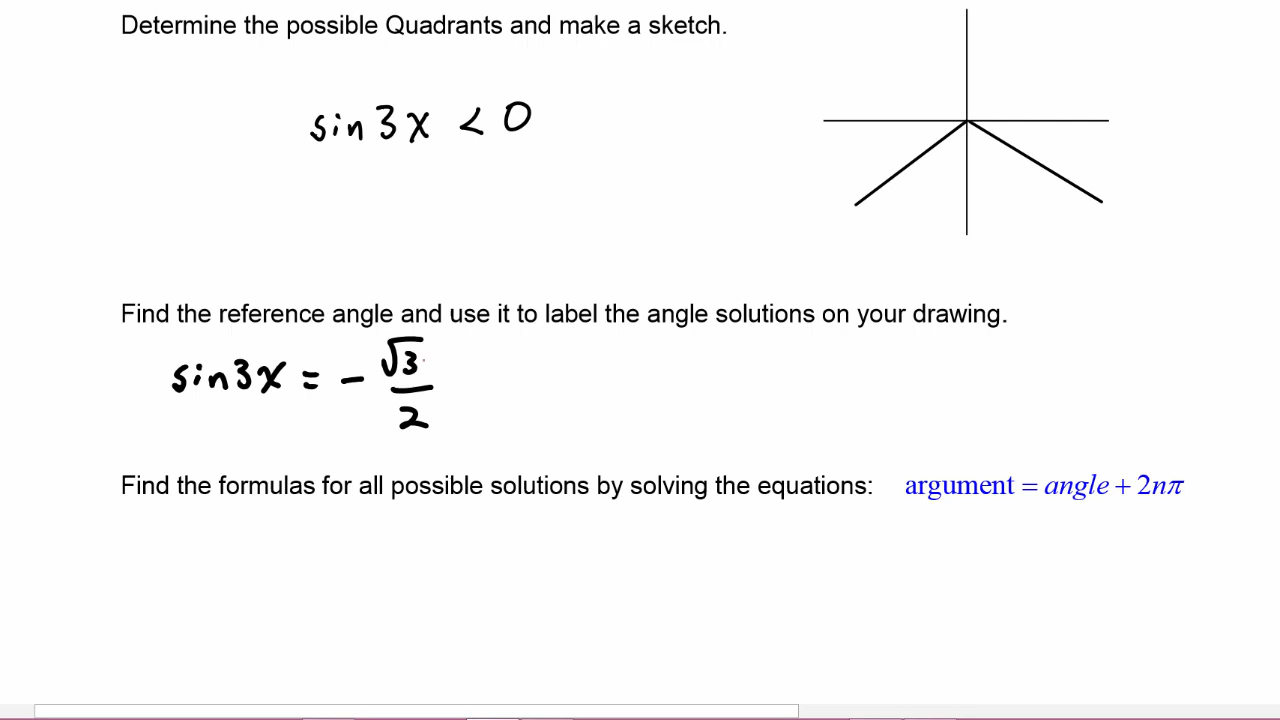 Determine the possible Quadrants and make a sketch.
sin 3x < 0
Find the reference angle and use it to label the angle solutions on your drawing.
sin3x = - √3/2
Find the formulas for all possible solutions by solving the equations: argument = angle + 2nπ